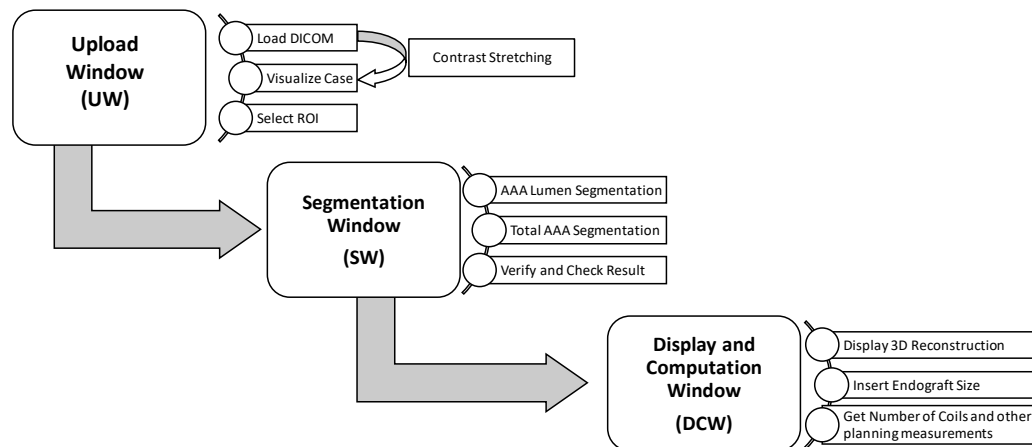 Upload
Window
(UW)
Load DICOM
Visualize Case
Select ROI
Contrast Stretching
Segmentation
Window
(SW)
AAA Lumen Segmentation
Total AAA Segmentation
Verify and Check Result
Display and
Computation
Window
(DCW)
Display 3D Reconstruction
Insert Endograft Size
Get Number of Coils and other
planning measurements